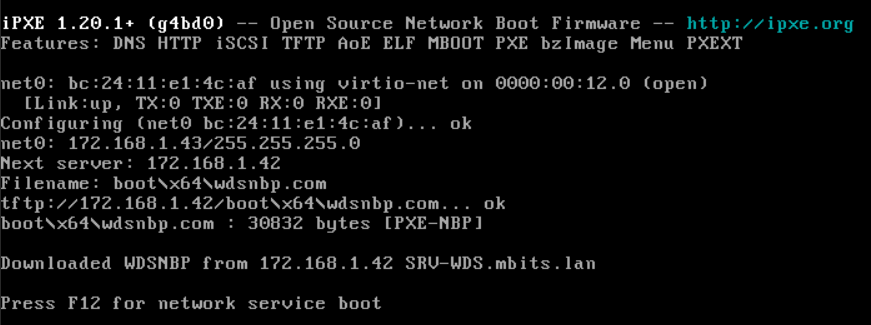 iPXE 1.20.1+ (g4bd0) -- Open Source Network Boot Firmware -- http://ipxe.org
Features: DNS HTTP iSCSI TFTP AoE ELF MBOOT PXE bzImage Menu PXEXT
net0: bc:24:11:e1:4c:af using virtio-net on 0000:00:12.0 (open)
[Link:up, TX:0 TXE:0 RX:0 RXE:0]
Configuring (net0 bc:24:11:e1:4c:af)... ok
net0: 172.168.1.43/255.255.255.0
Next server: 172.168.1.42
Filename: boot\x64\wdsnbp.com
tftp://172.168.1.42/boot\x64\wdsnbp.com... ok
boot\x64\wdsnbp.com : 30832 bytes [PXE-NBP]
Downloaded WDSNBP from 172.168.1.42 SRV-WDS.mbits.lan
Press F12 for network service boot